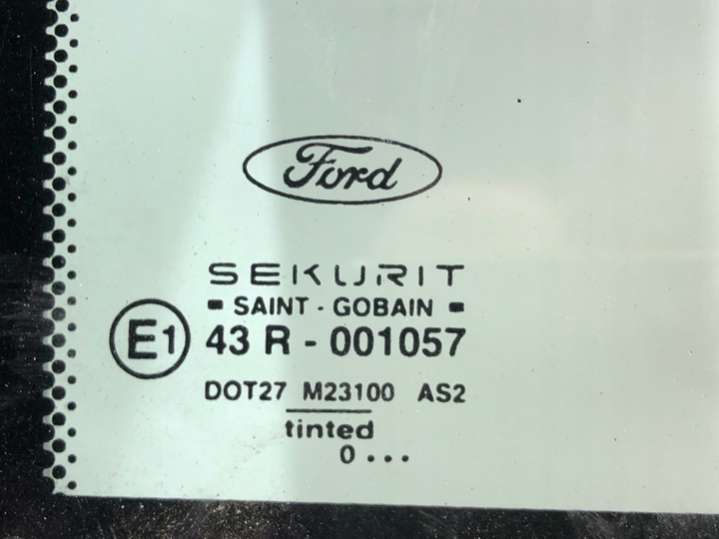 Ford
SEKURIT
SAINT - GOBAIN
E1 43 R - 001057
DOT27 M23100 AS2
tinted
0 ...